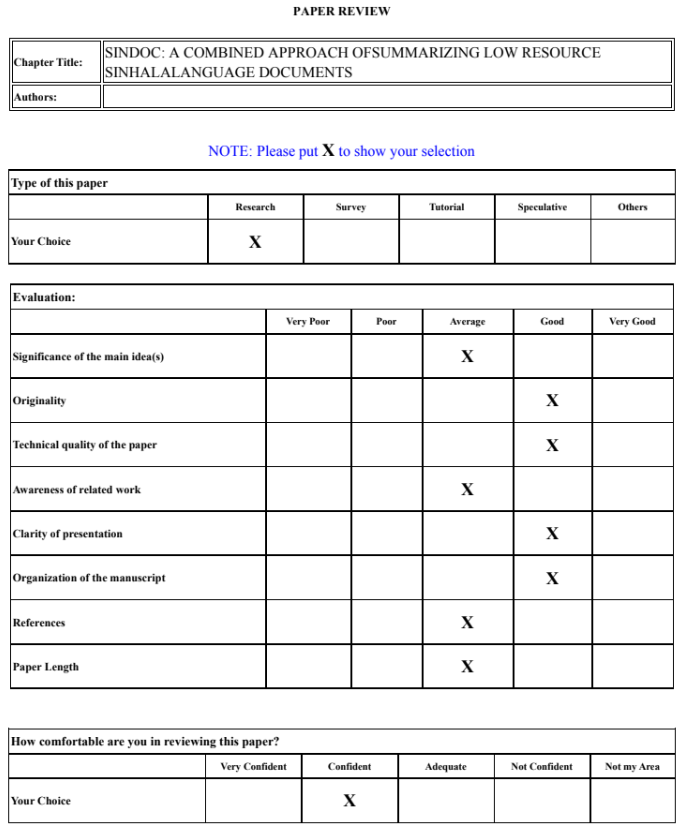 PAPER REVIEW
Chapter Title: SINDOC: A COMBINED APPROACH OFSUMMARIZING LOW RESOURCE
SINHALALANGUAGE DOCUMENTS
Authors:
NOTE: Please put X to show your selection
Type of this paper
Research Survey Tutorial Speculative Others
Your Choice X
Evaluation:
Very Poor Poor Average Good Very Good
Significance of the main idea(s) X
Originality X
Technical quality of the paper X
Awareness of related work X
Clarity of presentation X
Organization of the manuscript X
References X
Paper Length X
How comfortable are you in reviewing this paper?
Very Confident Confident Adequate Not Confident Not my Area
Your Choice X